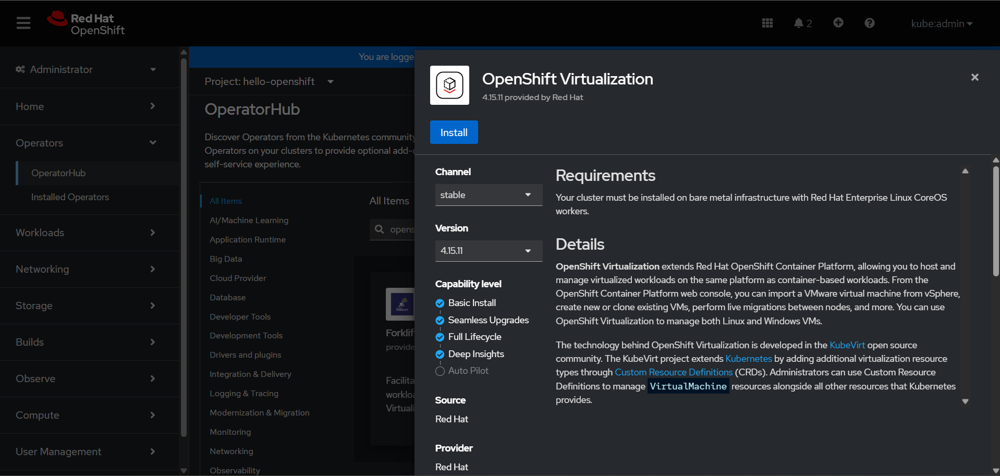 Red Hat
OpenShift
2
kube:admin
Administrator
Home
Operators
OperatorHub
Installed Operators
Workloads
Networking
Storage
Builds
Observe
Compute
User Management
You are logge
Project: hello-openshift
OperatorHub
Discover Operators from the Kubernetes community
Operators on your clusters to provide optional add-o
self-service experience.
All Items
AI/Machine Learning
Application Runtime
Big Data
Cloud Provider
Database
Developer Tools
Development Tools
Drivers and plugins
Integration & Delivery
Logging & Tracing
Modernization & Migration
Monitoring
Networking
Observability
All Items
opens
FORKLIFT
Forklif
provide
Facilita
workloa
Virtuali
OpenShift Virtualization
4.15.11 provided by Red Hat
Install
Channel
stable
Version
4.15.11
Capability level
Basic Install
Seamless Upgrades
Full Lifecycle
Deep Insights
Auto Pilot
Source
Red Hat
Provider
Red Hat
Requirements
Your cluster must be installed on bare metal infrastructure with Red Hat Enterprise Linux CoreOS
workers.
Details
OpenShift Virtualization extends Red Hat OpenShift Container Platform, allowing you to host and
manage virtualized workloads on the same platform as container-based workloads. From the
OpenShift Container Platform web console, you can import a VMware virtual machine from vSphere,
create new or clone existing VMs, perform live migrations between nodes, and more. You can use
OpenShift Virtualization to manage both Linux and Windows VMs.
The technology behind OpenShift Virtualization is developed in the KubeVirt open source
community. The KubeVirt project extends Kubernetes by adding additional virtualization resource
types through Custom Resource Definitions (CRDs). Administrators can use Custom Resource
Definitions to manage VirtualMachine resources alongside all other resources that Kubernetes
provides.